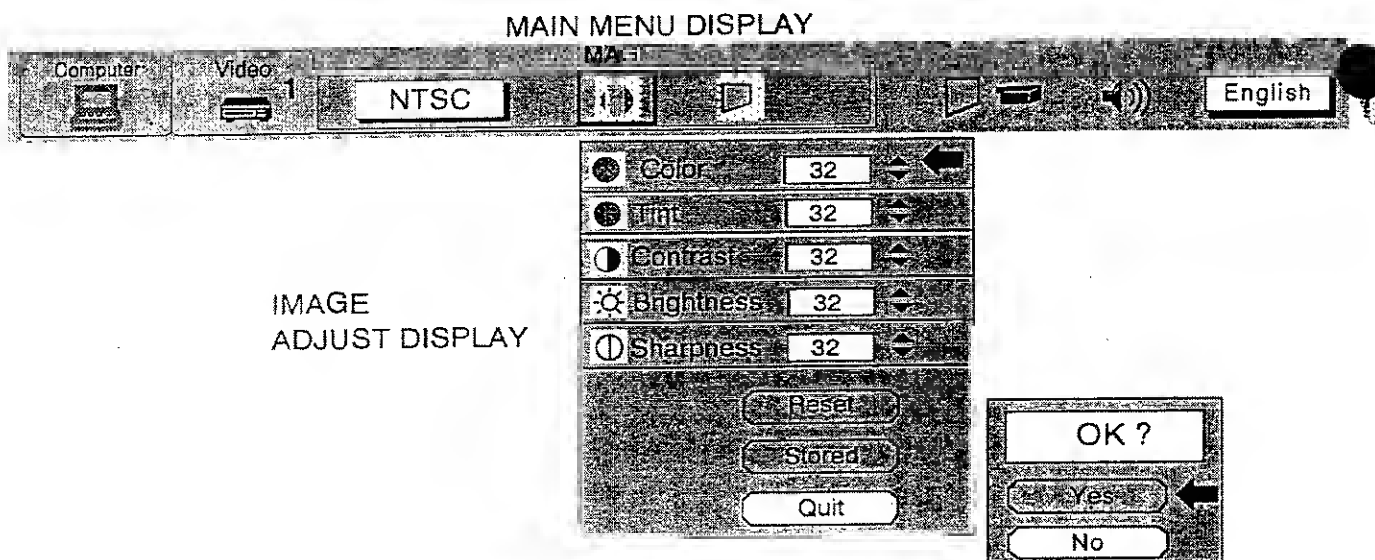 MAIN MENU DISPLAY
Computer
Video
1
NTSC
English
Color 32
Tint 32
Contrast 32
Brightness 32
Sharpness 32
IMAGE
ADJUST DISPLAY
Reset
Stored
Quit
OK ?
Yes
No